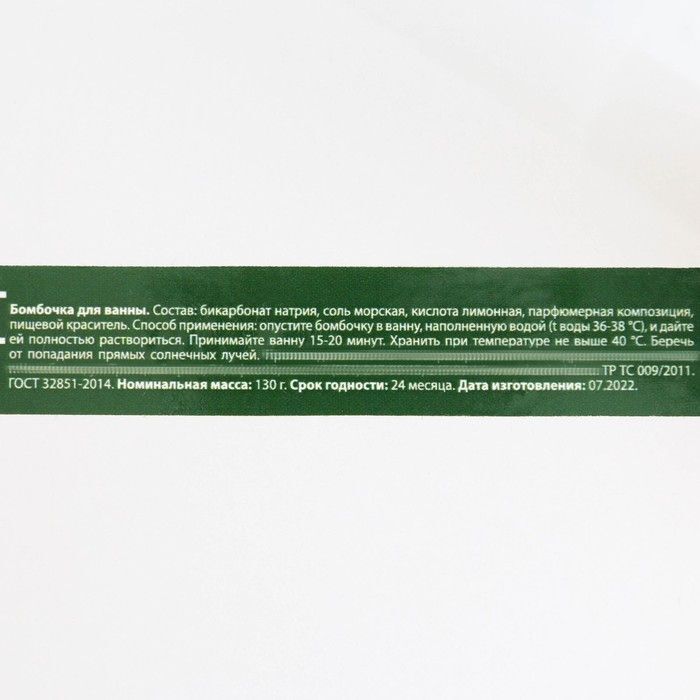 Бомбочка для ванны. Состав: бикарбонат натрия, соль морская, кислота лимонная, парфюмерная композиция,
пищевой краситель. Способ применения: опустите бомбочку в ванну, наполненную водой (t воды 36-38 °С), и дайте
ей полностью раствориться. Принимайте ванну 15-20 минут. Хранить при температуре не выше 40 °С. Беречь
от попадания прямых солнечных лучей.
ТР ТС 009/2011.
ГОСТ 32851-2014. Номинальная масса: 130 г. Срок годности: 24 месяца. Дата изготовления: 07.2022.